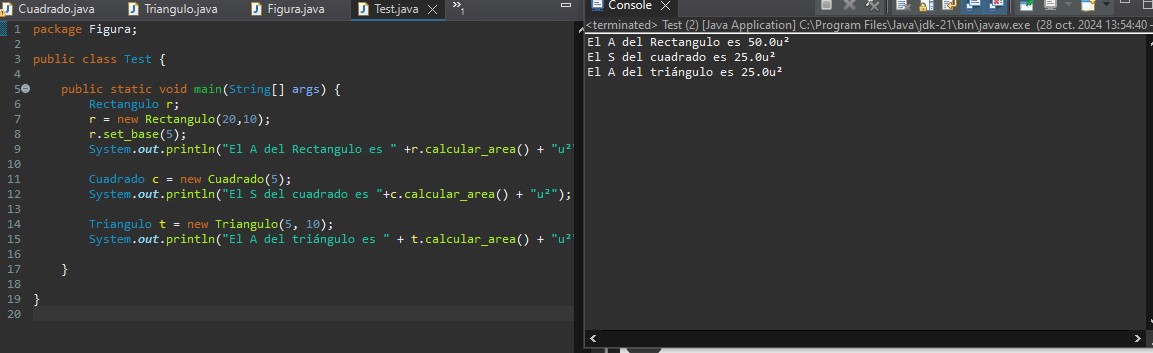 Cuadrado.java Triangulo.java Figura.java Test.java »1
1 package Figura;
2
3 public class Test {
4
5 public static void main(String[] args) {
6 Rectangulo r;
7 r = new Rectangulo(20,10);
8 r.set_base(5);
9 System.out.println("El A del Rectangulo es " +r.calcular_area() + "u²"
10
11 Cuadrado c = new Cuadrado(5);
12 System.out.println("El S del cuadrado es "+c.calcular_area() + "u²");
13
14 Triangulo t = new Triangulo(5, 10);
15 System.out.println("El A del triángulo es " + t.calcular_area() + "u²"
16
17 }
18
19 }
20
Console
<terminated> Test (2) [Java Application] C:\Program Files\Java\jdk-21\bin\javaw.exe (28 oct. 2024 13:54:40 –
El A del Rectangulo es 50.0u²
El S del cuadrado es 25.0u²
El A del triángulo es 25.0u²